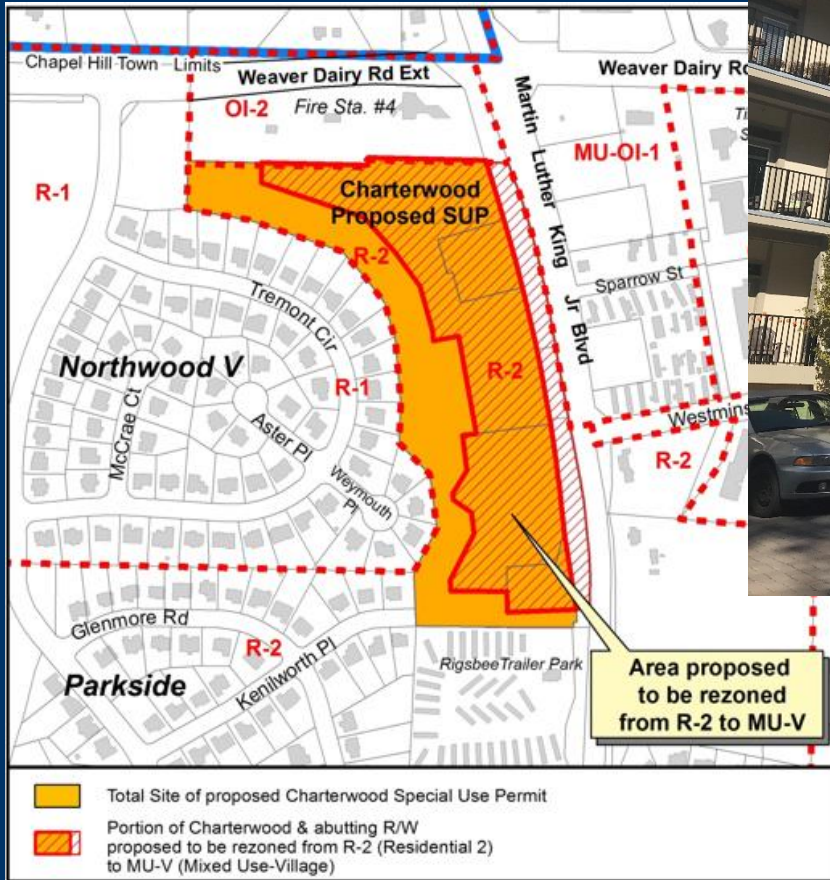 Chapel Hill Town Limits
Weaver Dairy Rd Ext
Weaver Dairy
OI-2
Fire Sta. #4
Martin Luther King Jr Blvd
MU-OI-1
R-1
Charterwood
Proposed SUP
R-2
Sparrow St
Tremont Cir
Northwood V
R-1
R-2
McCrae Ct
Aster Pl
Westmins
Weymouth Pl
R-2
Glenmore Rd
R-2
Kenilworth Pl
Parkside
RigsbeeTrailer Park
Area proposed
to be rezoned
from R-2 to MU-V
Total Site of proposed Charterwood Special Use Permit
Portion of Charterwood & abutting R/W
proposed to be rezoned from R-2 (Residential 2)
to MU-V (Mixed Use-Village)